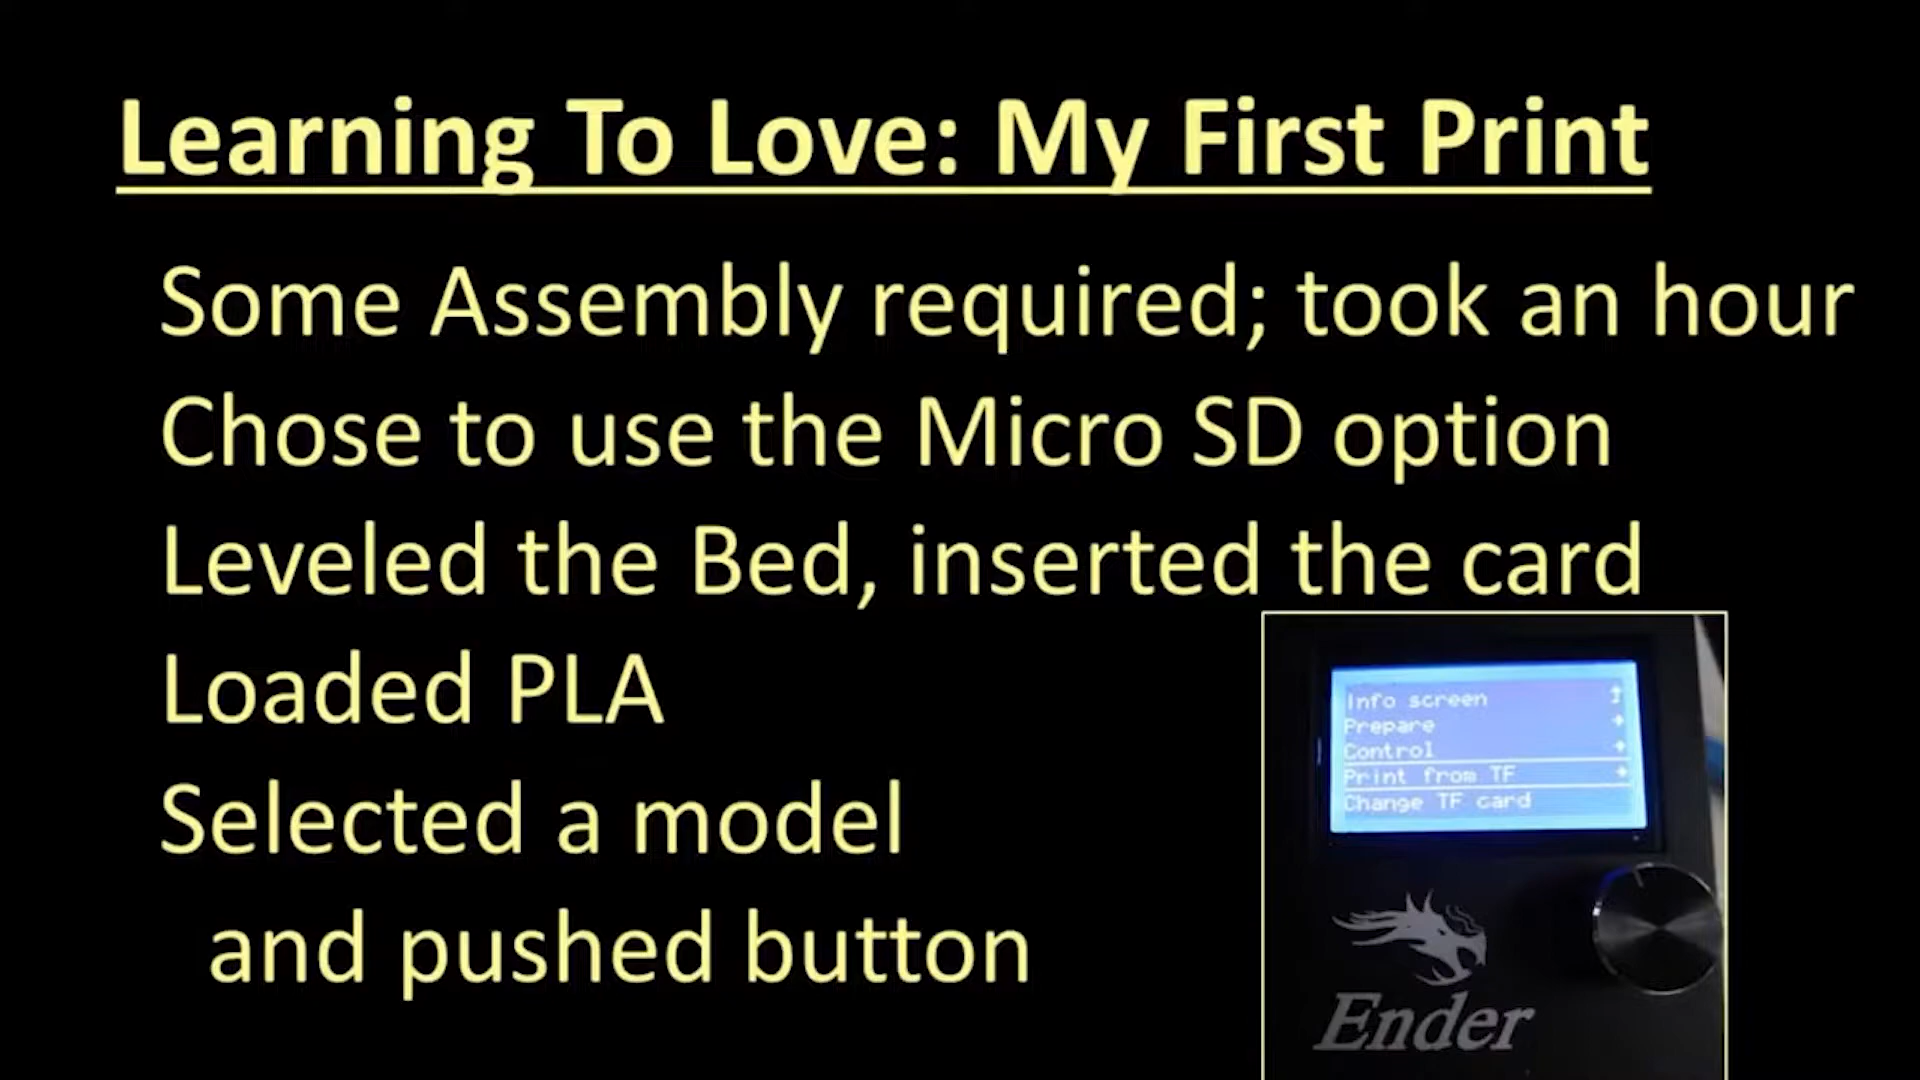 Learning To Love: My First Print
Some Assembly required; took an hour
Chose to use the Micro SD option
Leveled the Bed, inserted the card
Loaded PLA
Selected a model
and pushed button
Info screen
Prepare
Control
Print from TF
Change TF card
Ender